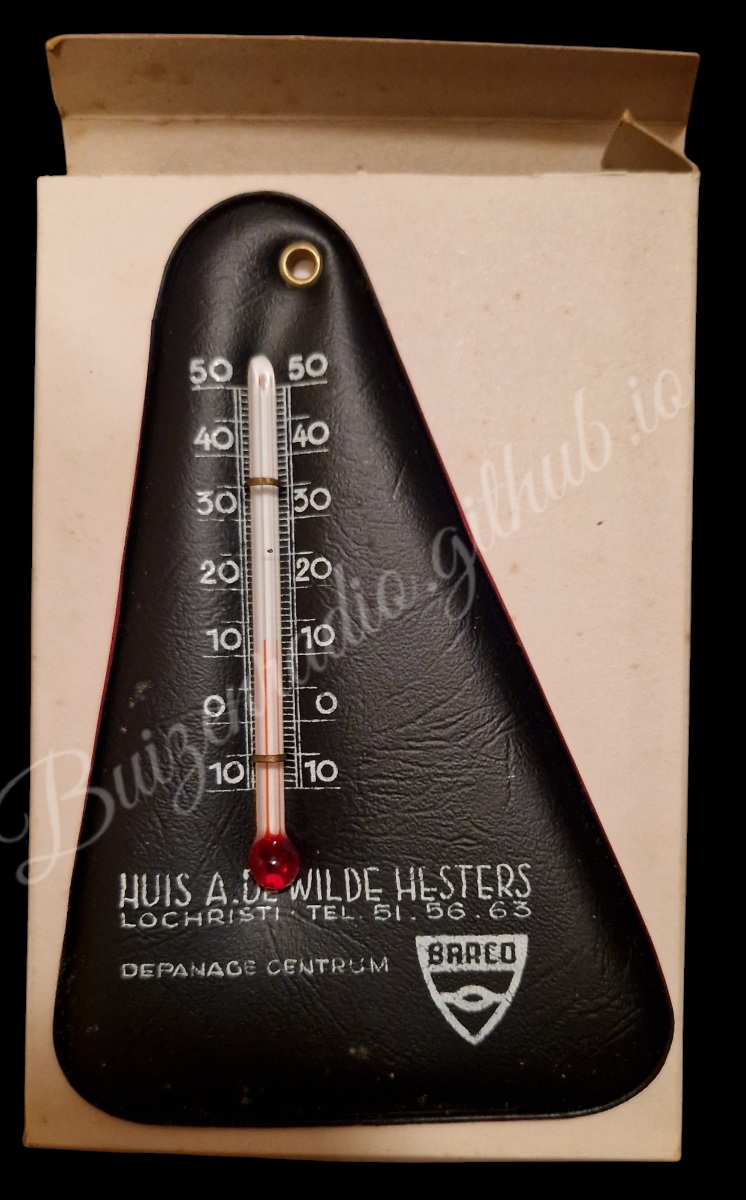 50 50
40 40
30 30
20 20
10 10
0 0
10 10
HUIS A.DE WILDE HESTERS
LOCHRISTI · TEL. 51.56.63
DEPANAGE CENTRUM
BARCO
Buizenradio.github.io